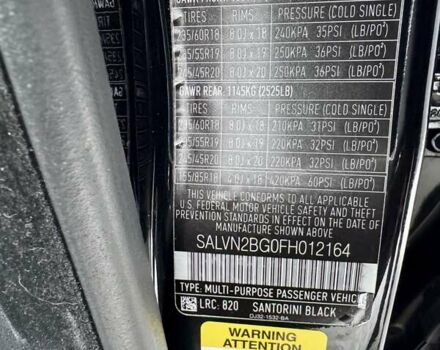 TIRES RIMS PRESSURE (COLD SINGLE)
235/60R18 8.0J x 18 240KPA 35PSI (LB/PO²)
235/55R19 8.0J x 19 250KPA 36PSI (LB/PO²)
245/45R20 8.0J x 20 250KPA 36PSI (LB/PO²)
GAWR REAR: 1145KG (2525LB)
TIRES RIMS PRESSURE (COLD SINGLE)
235/60R18 8.0J x 18 210KPA 31PSI (LB/PO²)
235/55R19 8.0J x 19 220KPA 32PSI (LB/PO²)
245/45R20 8.0J x 20 220KPA 32PSI (LB/PO²)
155/85R18 4.0J x 18 420KPA 60PSI (LB/PO²)
THIS VEHICLE CONFORMS TO ALL APPLICABLE
U.S. FEDERAL MOTOR VEHICLE SAFETY AND
THEFT PREVENTION STANDARDS IN EFFECT ON
THE DATE OF MANUFACTURE SHOWN ABOVE.
SALVN2BG0FH012164
TYPE: MULTI-PURPOSE PASSENGER VEHIC
LRC: 820 SANTORINI BLACK
DJ32-1532-BA
WARNING
ATTENTION